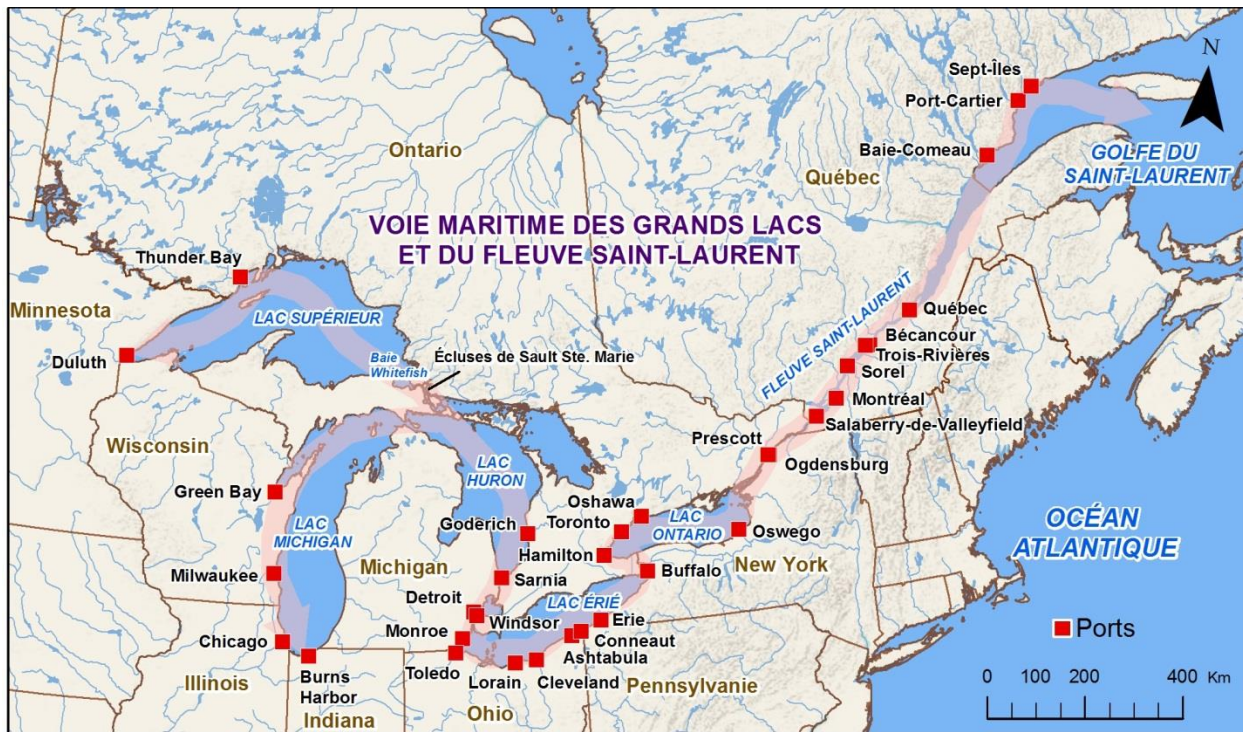 N
Sept-Îles
Port-Cartier
Baie-Comeau
Québec
GOLFE DU
SAINT-LAURENT
Ontario
VOIE MARITIME DES GRANDS LACS
ET DU FLEUVE SAINT-LAURENT
Thunder Bay
Minnesota
LAC SUPÉRIEUR
Duluth
Baie
Whitefish
Écluses de Sault Ste. Marie
FLEUVE SAINT-LAURENT
Québec
Bécancour
Trois-Rivières
Sorel
Montréal
Salaberry-de-Valleyfield
Prescott
Ogdensburg
Wisconsin
Green Bay
LAC
MICHIGAN
LAC
HURON
Goderich
Oshawa
Toronto
Hamilton
LAC
ONTARIO
Oswego
OCÉAN
ATLANTIQUE
Milwaukee
Michigan
Sarnia
Buffalo
New York
Detroit
Windsor
LAC ÉRIÉ
Erie
Monroe
Conneaut
Chicago
Toledo
Ashtabula
Lorain
Cleveland
Pennsylvanie
Illinois
Burns
Harbor
Indiana
Ohio
Ports
0 100 200 400 Km